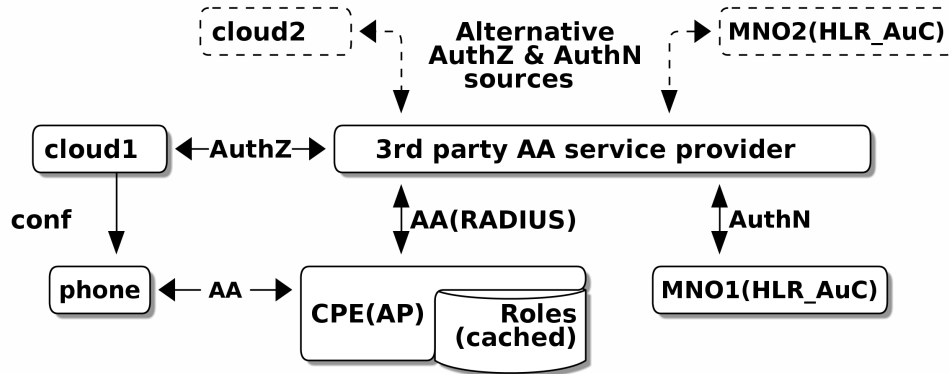 cloud2
Alternative
AuthZ & AuthN
sources
MNO2(HLR_AuC)
cloud1
AuthZ
3rd party AA service provider
conf
AA(RADIUS)
AuthN
phone
AA
CPE(AP)
Roles
(cached)
MNO1(HLR_AuC)